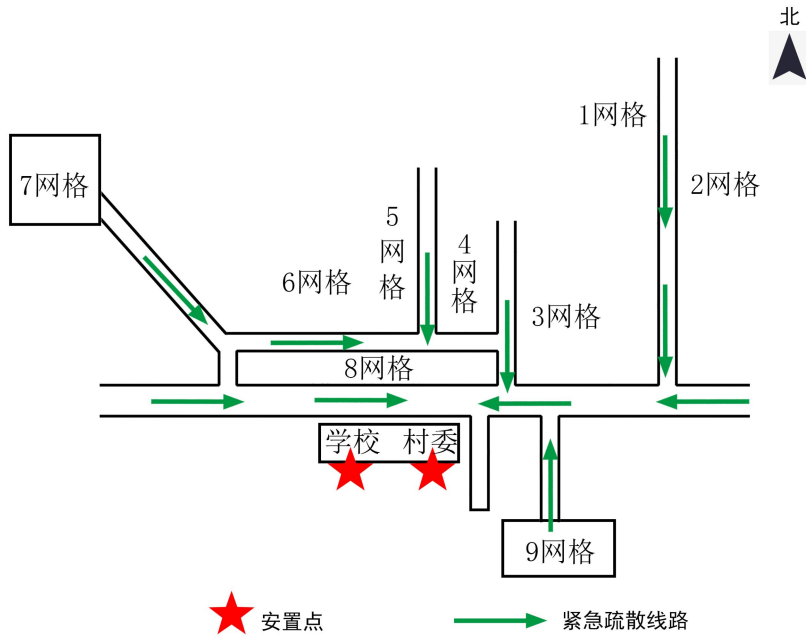 北
1网格
2网格
7网格
5网格
4网格
6网格
3网格
8网格
学校 村委
9网格
安置点
紧急疏散线路